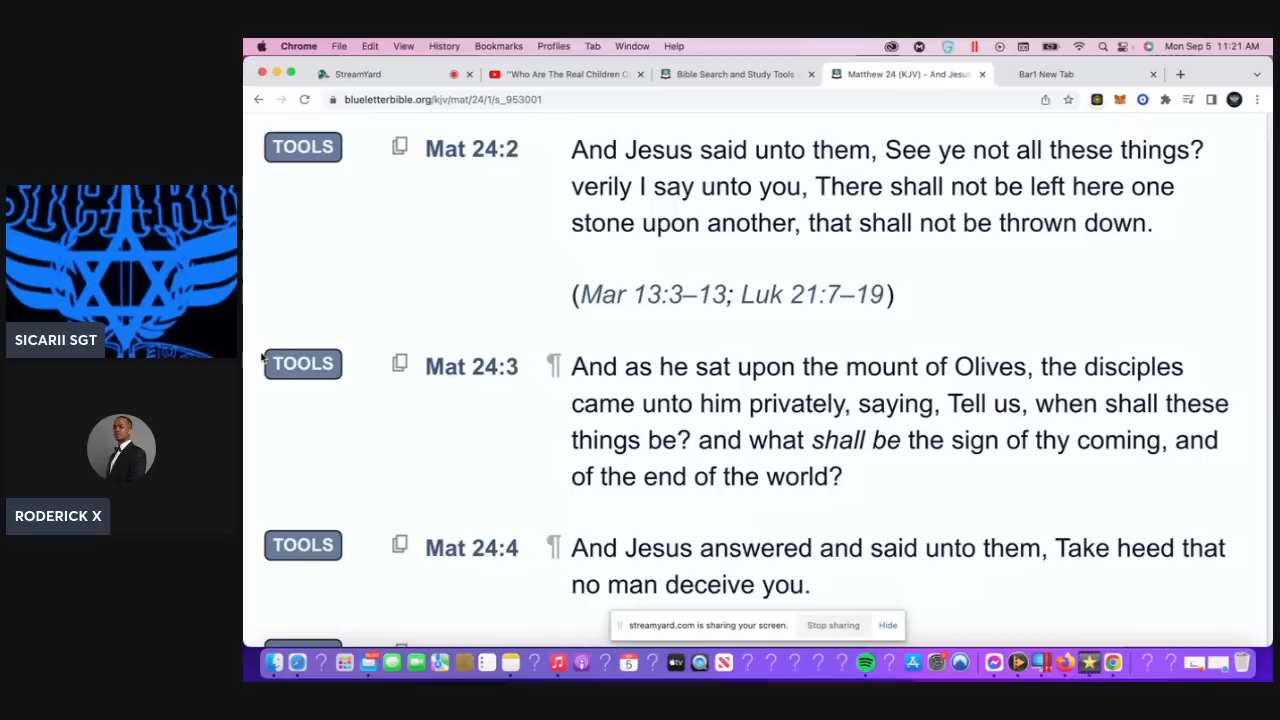 Chrome File Edit View History Bookmarks Profiles Tab Window Help Mon Sep 5 11:21 AM
StreamYard "Who Are The Real Children O Bible Search and Study Tools Matthew 24 (KJV) - And Jesus Bar1 New Tab
blueletterbible.org/kjv/mat/24/1/s_953001
TOOLS Mat 24:2 And Jesus said unto them, See ye not all these things?
verily I say unto you, There shall not be left here one
stone upon another, that shall not be thrown down.
(Mar 13:3–13; Luk 21:7–19)
SICARII SGT
TOOLS Mat 24:3 ¶ And as he sat upon the mount of Olives, the disciples
came unto him privately, saying, Tell us, when shall these
things be? and what shall be the sign of thy coming, and
of the end of the world?
RODERICK X
TOOLS Mat 24:4 ¶ And Jesus answered and said unto them, Take heed that
no man deceive you.
streamyard.com is sharing your screen. Stop sharing Hide